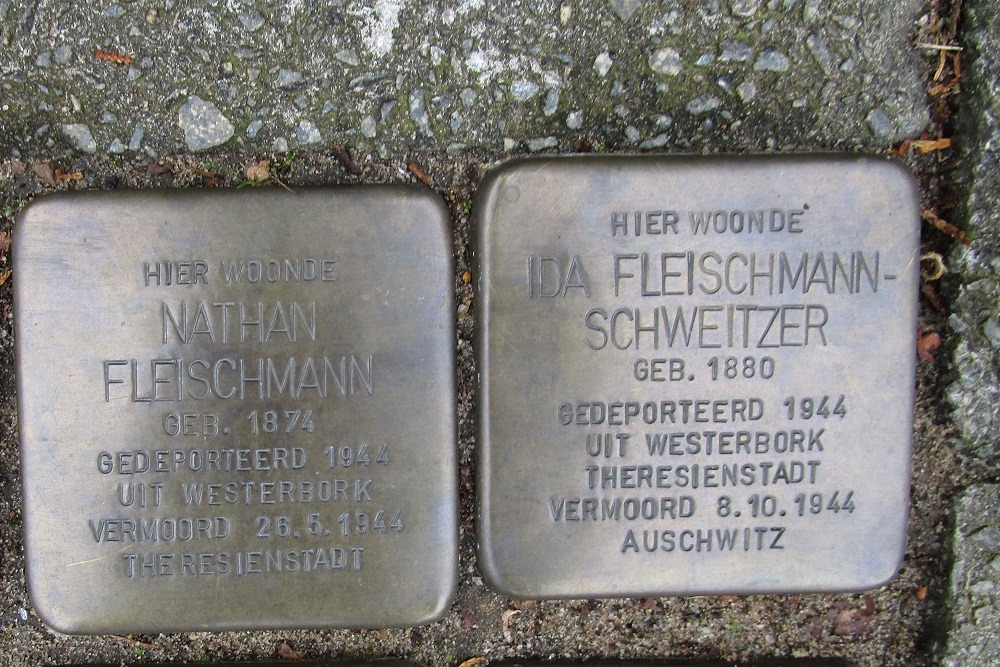 HIER WOONDE
NATHAN
FLEISCHMANN
GEB. 1874
GEDEPORTEERD 1944
UIT WESTERBORK
VERMOORD 26.5.1944
THERESIENSTADT
HIER WOONDE
IDA FLEISCHMANN-
SCHWEITZER
GEB. 1880
GEDEPORTEERD 1944
UIT WESTERBORK
THERESIENSTADT
VERMOORD 8.10.1944
AUSCHWITZ